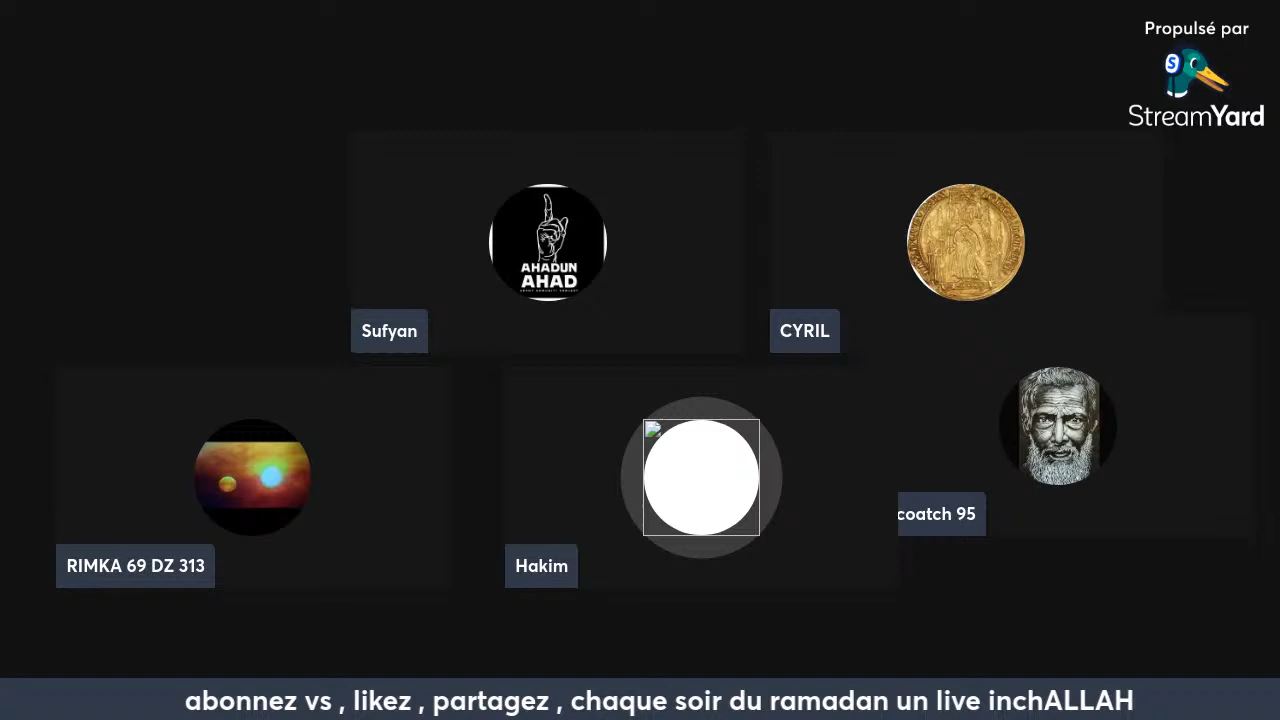 Propulsé par
S
StreamYard
AHADUN
AHAD
Sufyan
CYRIL
coatch 95
RIMKA 69 DZ 313
Hakim
abonnez vs , likez , partagez , chaque soir du ramadan un live inchALLAH